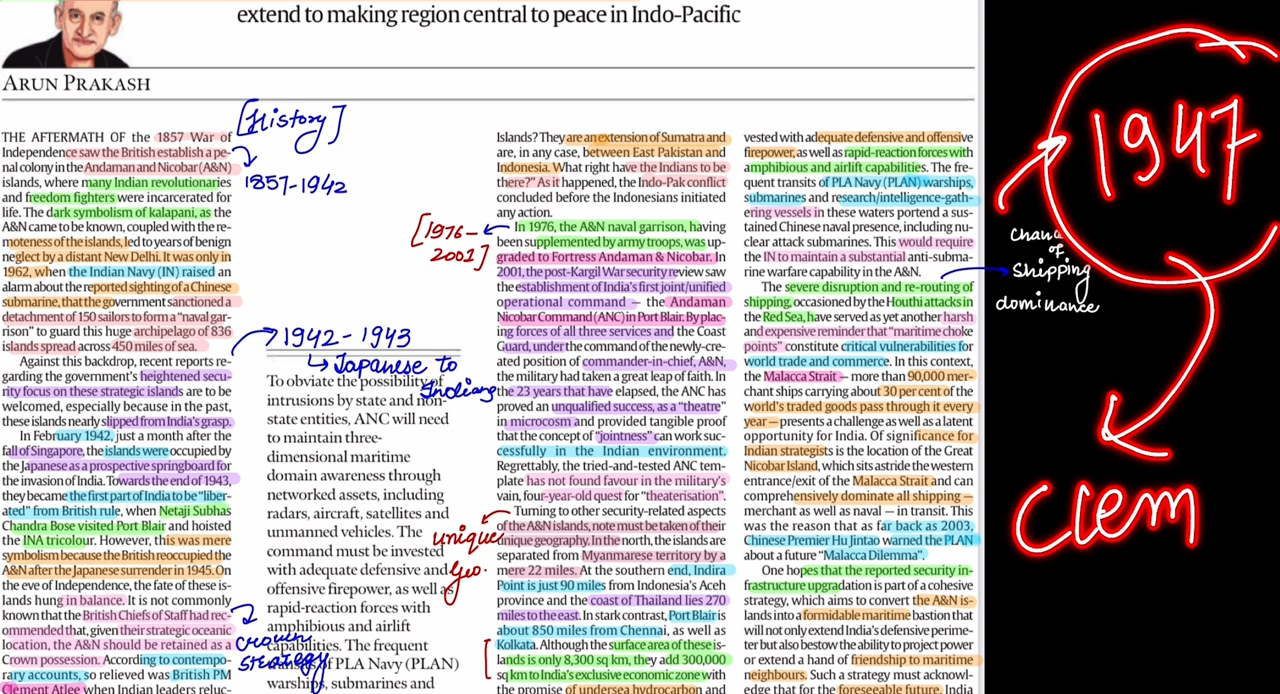 extend to making region central to peace in Indo-Pacific
ARUN PRAKASH
[History]
1857-1942
THE AFTERMATH OF the 1857 War of
Independence saw the British establish a pe-
nal colony in the Andaman and Nicobar (A&N)
islands, where many Indian revolutionaries
and freedom fighters were incarcerated for
life. The dark symbolism of kalapani, as the
A&N came to be known, coupled with the re-
moteness of the islands, led to years of benign
neglect by a distant New Delhi. It was only in
1962, when the Indian Navy (IN) raised an
alarm about the reported sighting of a Chinese
submarine, that the government sanctioned a
detachment of 150 sailors to form a "naval gar-
rison" to guard this huge archipelago of 836
islands spread across 450 miles of sea.
Against this backdrop, recent reports re-
garding the government's heightened secu-
rity focus on these strategic islands are to be
welcomed, especially because in the past,
these islands nearly slipped from India's grasp.
In February 1942, just a month after the
fall of Singapore, the islands were occupied by
the Japanese as a prospective springboard for
the invasion of India. Towards the end of 1943,
they became the first part of India to be "liber-
ated" from British rule, when Netaji Subhas
Chandra Bose visited Port Blair and hoisted
the INA tricolour. However, this was mere
symbolism because the British reoccupied the
A&N after the Japanese surrender in 1945. On
the eve of Independence, the fate of these is-
lands hung in balance. It is not commonly
known that the British Chiefs of Staff had rec-
ommended that, given their strategic oceanic
location, the A&N should be retained as a
Crown possession. According to contempo-
rary accounts, so relieved was British PM
Clement Atlee when Indian leaders reluc-
1942-1943
Japanese to
Indians
crown
strategy
To obviate the possibility of
intrusions by state and non-
state entities, ANC will need
to maintain three-
dimensional maritime
domain awareness through
networked assets, including
radars, aircraft, satellites and
unmanned vehicles. The
command must be invested
with adequate defensive and
offensive firepower, as well as
rapid-reaction forces with
amphibious and airlift
capabilities. The frequent
of PLA Navy (PLAN)
warships, submarines and
[1976-
2001]
unique
Geo.
Islands? They are an extension of Sumatra and
are, in any case, between East Pakistan and
Indonesia. What right have the Indians to be
there?" As it happened, the Indo-Pak conflict
concluded before the Indonesians initiated
any action.
In 1976, the A&N naval garrison, having
been supplemented by army troops, was up-
graded to Fortress Andaman & Nicobar. In
2001, the post-Kargil War security review saw
the establishment of India's first joint/unified
operational command — the Andaman
Nicobar Command (ANC) in Port Blair. By plac-
ing forces of all three services and the Coast
Guard, under the command of the newly-cre-
ated position of commander-in-chief, A&N,
the military had taken a great leap of faith. In
the 23 years that have elapsed, the ANC has
proved an unqualified success, as a "theatre"
in microcosm and provided tangible proof
that the concept of "jointness" can work suc-
cessfully in the Indian environment.
Regrettably, the tried-and-tested ANC tem-
plate has not found favour in the military's
vain, four-year-old quest for "theaterisation".
Turning to other security-related aspects
of the A&N islands, note must be taken of their
unique geography. In the north, the islands are
separated from Myanmarese territory by a
mere 22 miles. At the southern end, Indira
Point is just 90 miles from Indonesia's Aceh
province and the coast of Thailand lies 270
miles to the east. In stark contrast, Port Blair is
about 850 miles from Chennai, as well as
Kolkata. Although the surface area of these is-
lands is only 8,300 sq km, they add 300,000
sq km to India's exclusive economic zone with
the promise of undersea hydrocarbon and
vested with adequate defensive and offensive
firepower, as well as rapid-reaction forces with
amphibious and airlift capabilities. The fre-
quent transits of PLA Navy (PLAN) warships,
submarines and research/intelligence-gath-
ering vessels in these waters portend a sus-
tained Chinese naval presence, including nu-
clear attack submarines. This would require
the IN to maintain a substantial anti-subma-
rine warfare capability in the A&N.
The severe disruption and re-routing of
shipping, occasioned by the Houthi attacks in
the Red Sea, have served as yet another harsh
and expensive reminder that "maritime choke
points" constitute critical vulnerabilities for
world trade and commerce. In this context,
the Malacca Strait — more than 90,000 mer-
chant ships carrying about 30 per cent of the
world's traded goods pass through it every
year — presents a challenge as well as a latent
opportunity for India. Of significance for
Indian strategists is the location of the Great
Nicobar Island, which sits astride the western
entrance/exit of the Malacca Strait and can
comprehensively dominate all shipping —
merchant as well as naval — in transit. This
was the reason that as far back as 2003,
Chinese Premier Hu Jintao warned the PLAN
about a future "Malacca Dilemma".
One hopes that the reported security in-
frastructure upgradation is part of a cohesive
strategy, which aims to convert the A&N is-
lands into a formidable maritime bastion that
will not only extend India's defensive perime-
ter but also bestow the ability to project power
or extend a hand of friendship to maritime
neighbours. Such a strategy must acknowl-
edge that for the foreseeable future, India
1947
of
Shipping
dominance
Clem